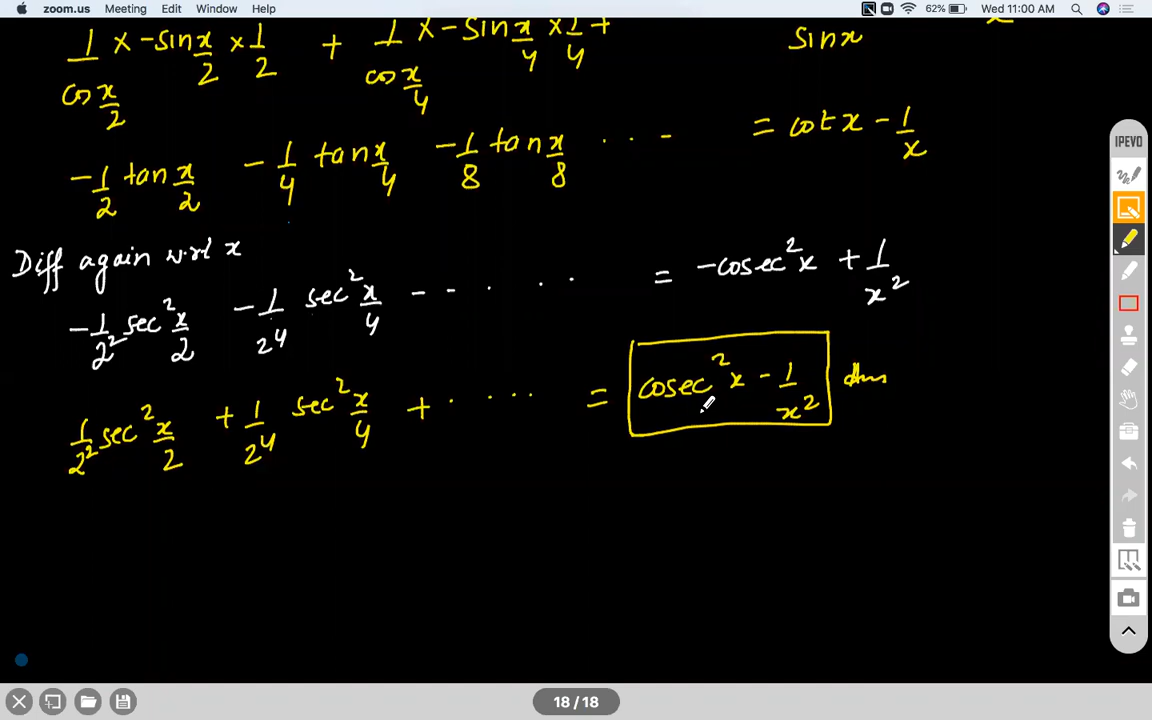 zoom.us Meeting Edit Window Help 62% Wed 11:00 AM
1/cos x/2 × -sin x/2 × 1/2 + 1/cos x/4 × -sin x/4 × 1/4 + sin x
-1/2 tan x/2 -1/4 tan x/4 -1/8 tan x/8 ... = cot x - 1/x
Diff again wrt x
-1/2² sec² x/2 -1/2⁴ sec² x/4 - - . . . = -cosec² x + 1/x²
1/2² sec² x/2 + 1/2⁴ sec² x/4 + . . . . = cosec² x - 1/x² Ans
IPEVO
18 / 18